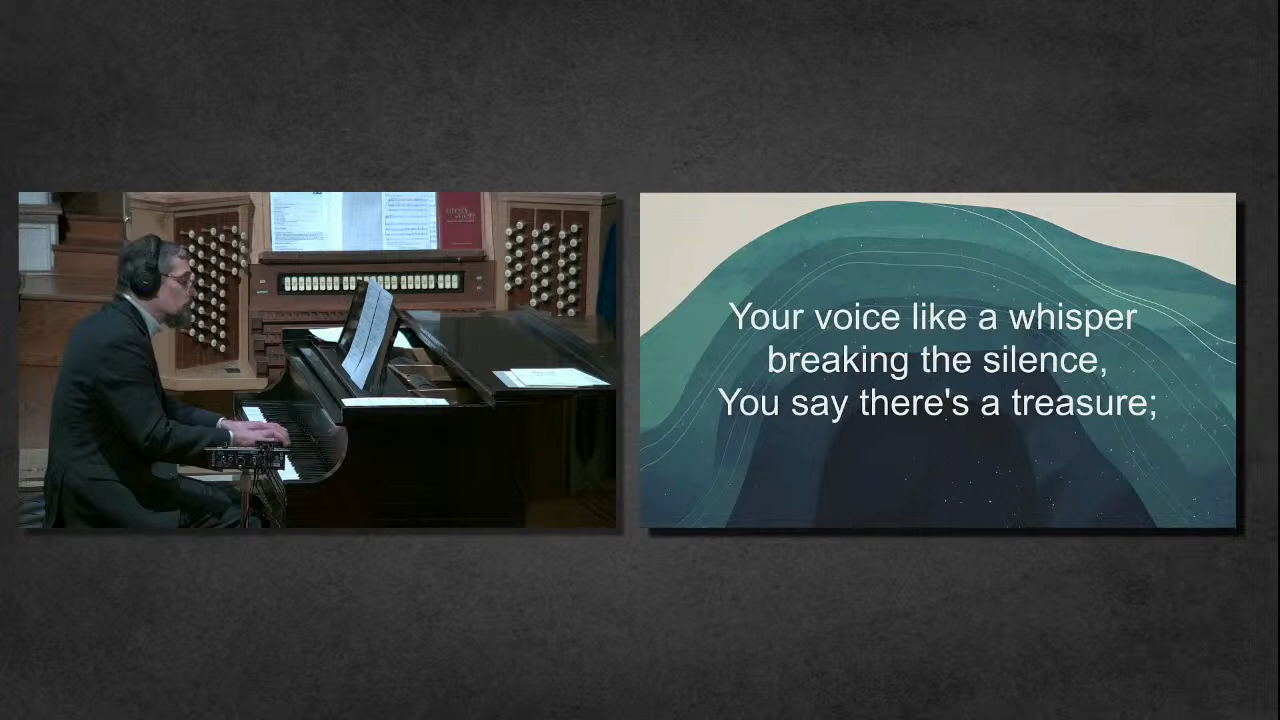 Your voice like a whisper
breaking the silence,
You say there's a treasure;